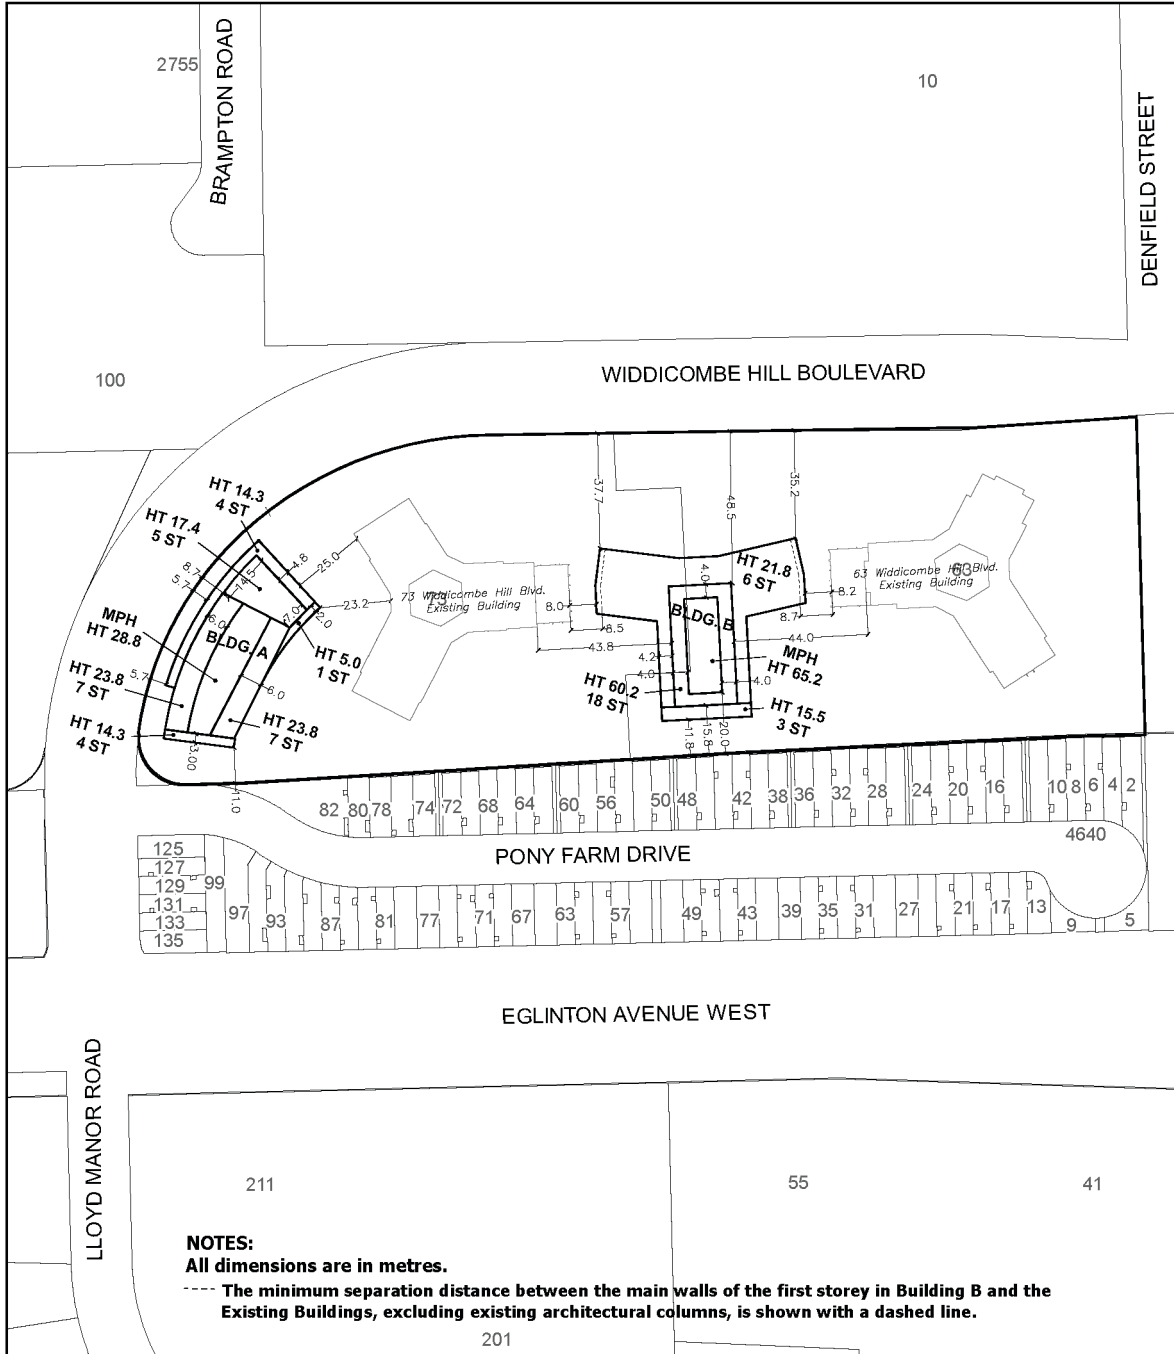 BRAMPTON ROAD
2755
10
DENFIELD STREET
100
WIDDICOMBE HILL BOULEVARD
HT 14.3
4 ST
HT 17.4
5 ST
8.7
5.7
14.5
4.8
25.0
23.2
7.0
2.0
6.0
BLDG. A
MPH
HT 28.8
HT 23.8
7 ST
5.7
HT 14.3
4 ST
3.00
11.0
6.0
HT 5.0
1 ST
HT 23.8
7 ST
73 Widdicombe Hill Blvd.
Existing Building
37.7
48.5
35.2
HT 21.8
6 ST
4.0
8.0
8.5
43.8
4.2
4.0
BLDG. B
HT 60.2
18 ST
MPH
HT 65.2
4.0
HT 15.5
3 ST
11.8
15.8
20.0
8.2
8.7
44.0
63
63 Widdicombe Hill Blvd.
Existing Building
82 80 78 74 72 68 64 60 56 50 48 42 38 36 32 28 24 20 16 10 8 6 4 2
4640
PONY FARM DRIVE
125
127
129
131
133
135
99 97 93 87 81 77 71 67 63 57 49 43 39 35 31 27 21 17 13 9 5
EGLINTON AVENUE WEST
LLOYD MANOR ROAD
211
55
41
NOTES:
All dimensions are in metres.
---- The minimum separation distance between the main walls of the first storey in Building B and the
Existing Buildings, excluding existing architectural columns, is shown with a dashed line.
201